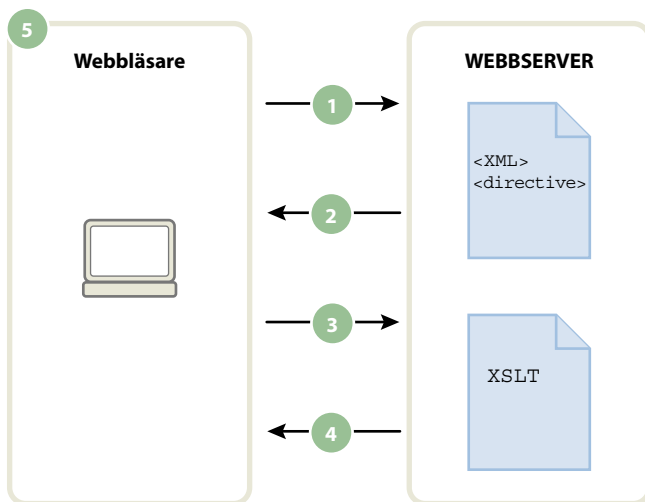 5
Webbläsare
WEBBSERVER
1
<XML>
<directive>
2
3
XSLT
4